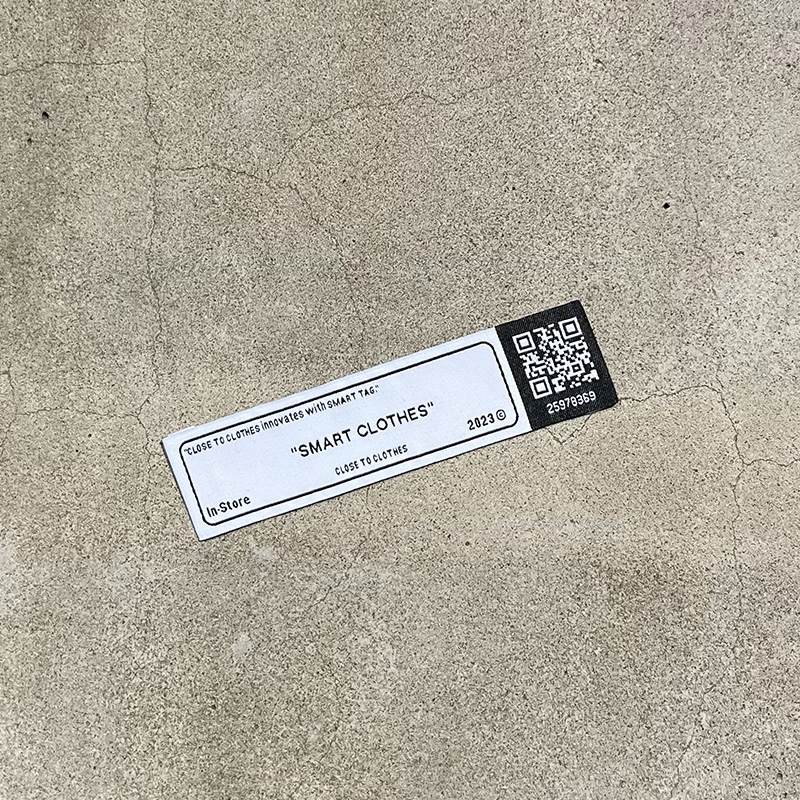 "CLOSE TO CLOTHES innovates with SMART TAG."
"SMART CLOTHES"
CLOSE TO CLOTHES
In-Store
2023 ©
25978369